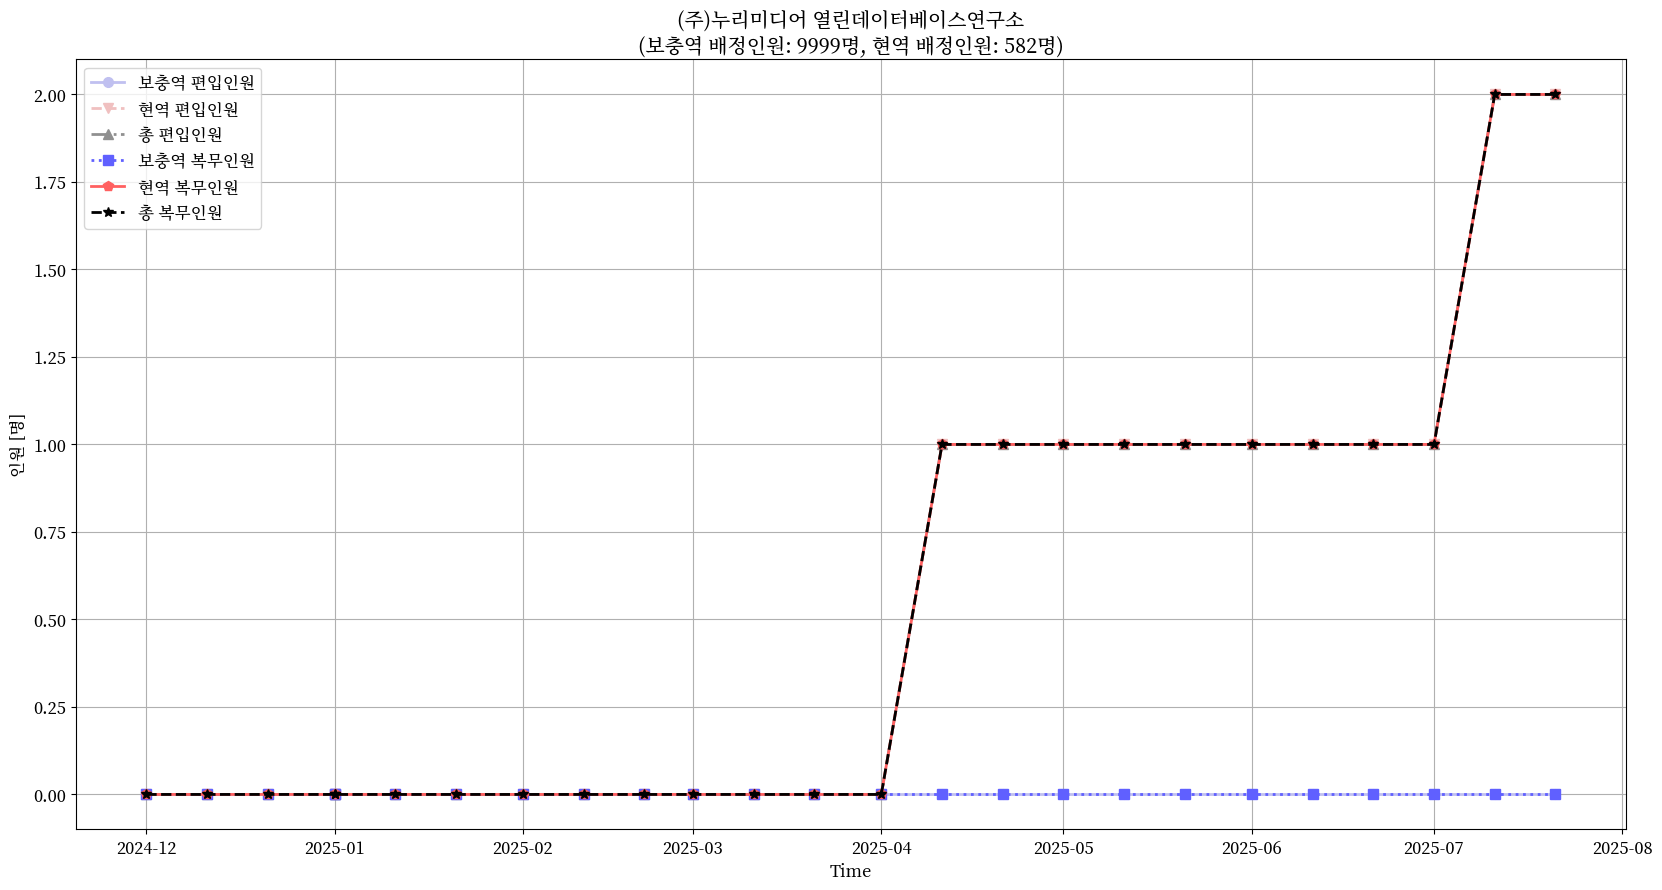 (주)누리미디어 열린데이터베이스연구소
(보충역 배정인원: 9999명, 현역 배정인원: 582명)
보충역 편입인원
현역 편입인원
총 편입인원
보충역 복무인원
현역 복무인원
총 복무인원
2.00
1.75
1.50
1.25
1.00
0.75
0.50
0.25
0.00
인원 [명]
2024-12 2025-01 2025-02 2025-03 2025-04 2025-05 2025-06 2025-07 2025-08
Time